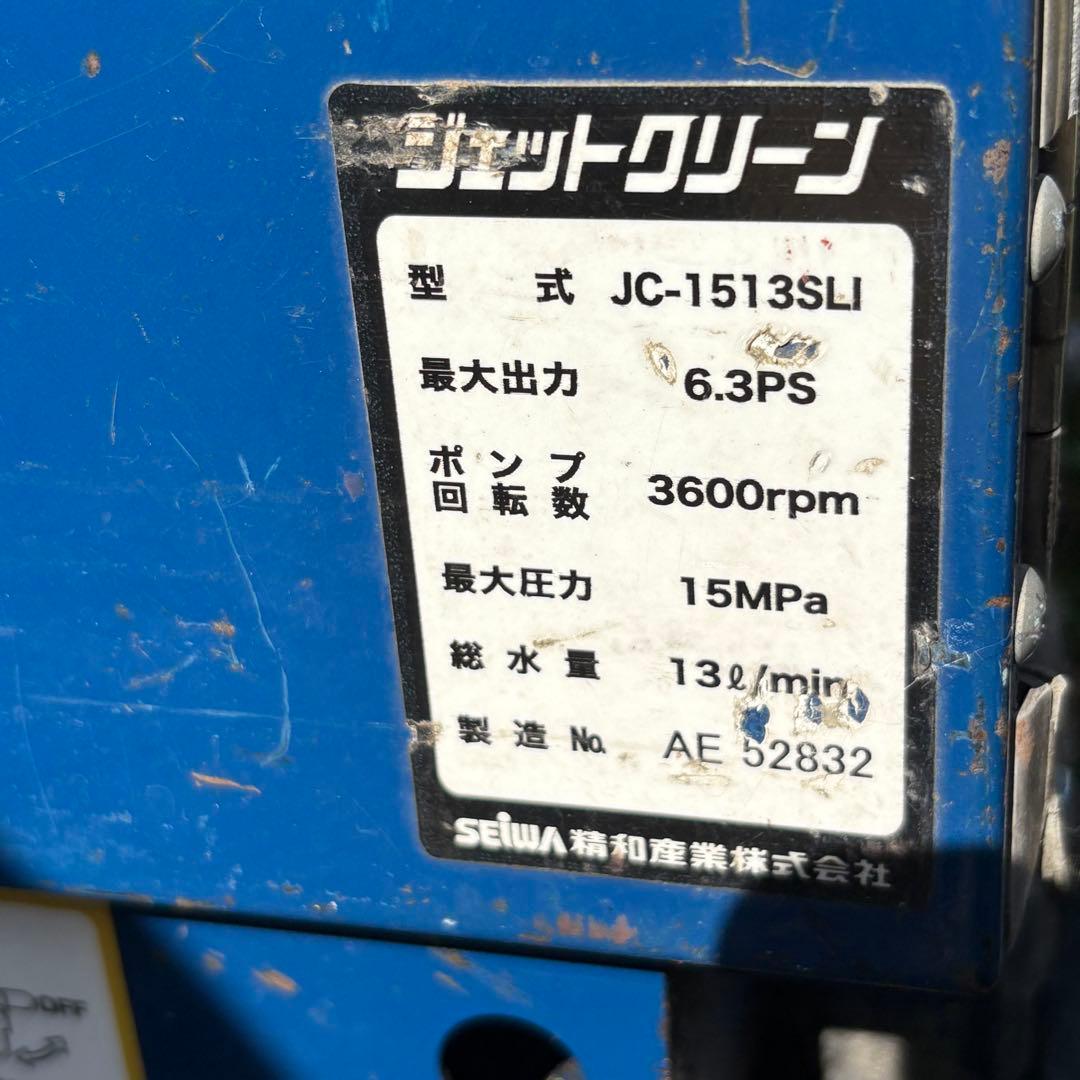 ジェットクリーン
型式 JC-1513SLI
最大出力 6.3PS
ポンプ
回転数 3600rpm
最大圧力 15MPa
総水量 13ℓ/min
製造No. AE 52832
SEIWA 精和産業株式会社
OFF